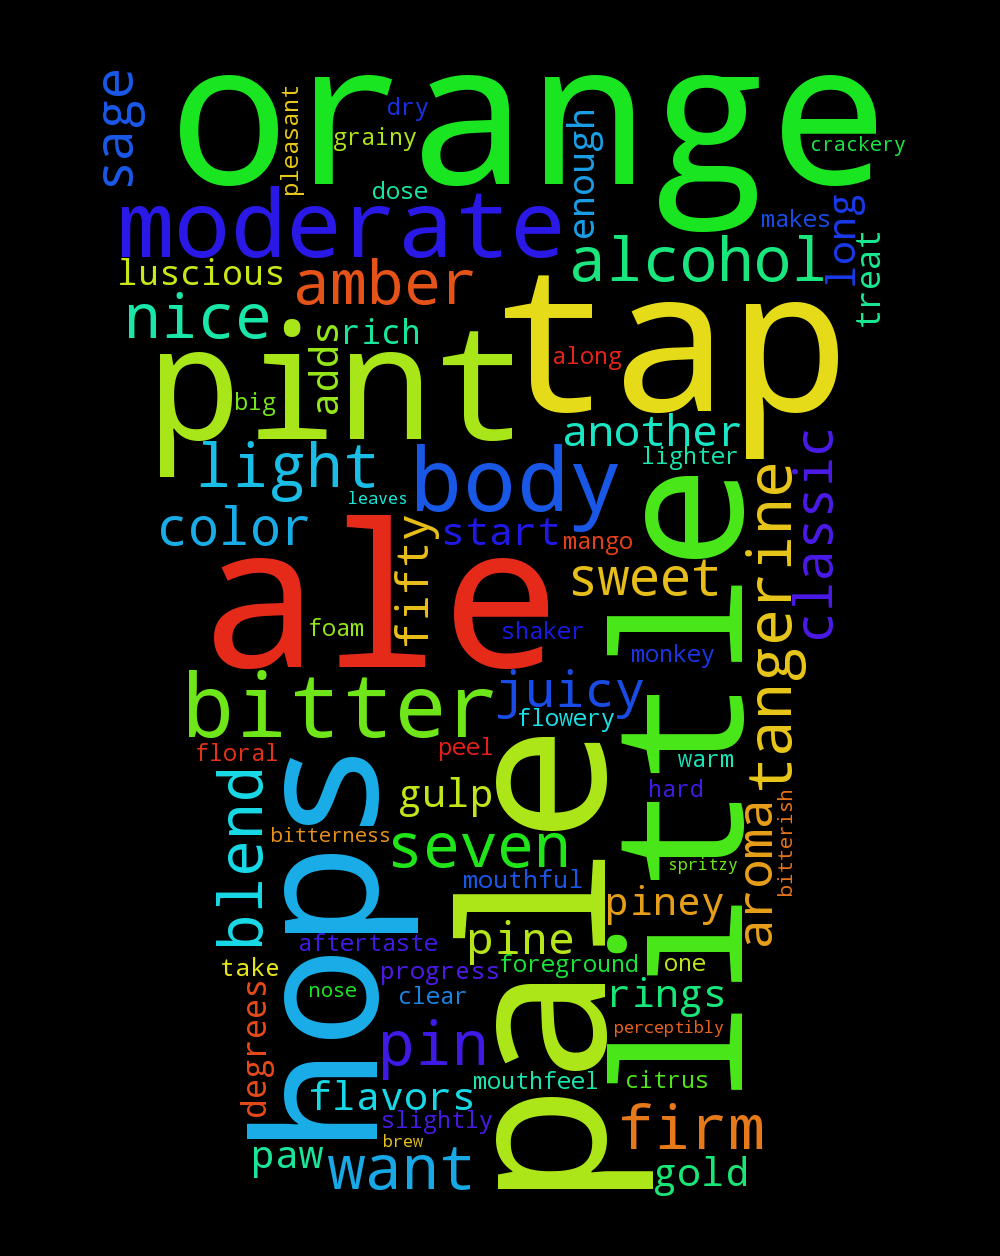 orange
sage
pleasant
dry
grainy
enough
crackery
dose
moderate
makes
long
alcohol
treat
luscious
amber
nice
adds
rich
tap
pint
along
big
another
classic
light
body
lighter
tangerine
leaves
color
fifty
start
mango
ale
sweet
little
foam
shaker
monkey
bitter
juicy
flowery
floral
peel
warm
hops
pale
blend
gulp
hard
aroma
bitterish
bitterness
seven
spritzy
mouthful
piney
aftertaste
pine
take
progress
foreground
one
degrees
nose
clear
rings
perceptibly
pin
mouthfeel
citrus
flavors
slightly
firm
brew
paw
want
gold